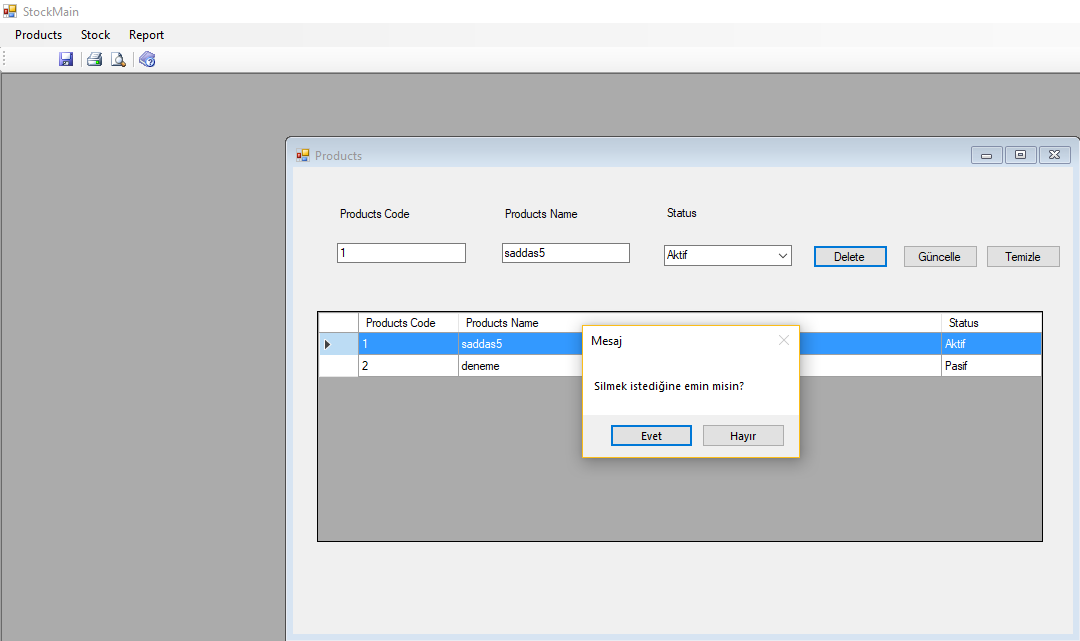 StockMain
Products Stock Report
Products
Products Code Products Name Status
1 saddas5 Aktif Delete Güncelle Temizle
Products Code Products Name Status
1 saddas5 Aktif
2 deneme Pasif
Mesaj
Silmek istediğine emin misin?
Evet Hayır